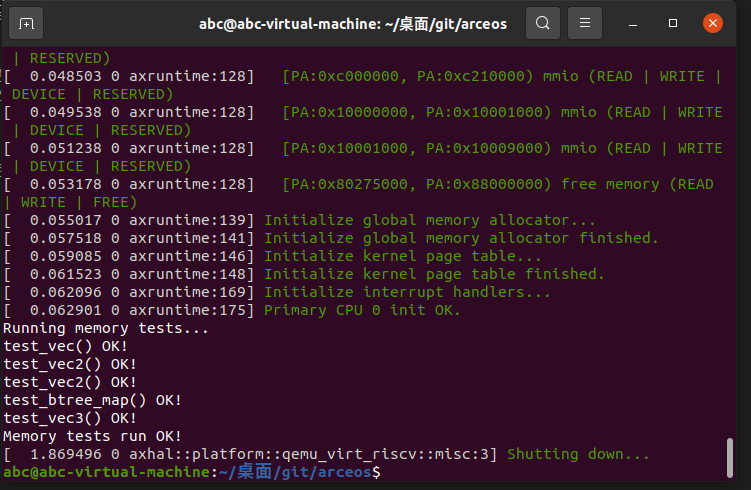 abc@abc-virtual-machine: ~/桌面/git/arceos
| RESERVED)
[  0.048503 0 axruntime:128]   [PA:0xc000000, PA:0xc210000) mmio (READ | WRITE |
DEVICE | RESERVED)
[  0.049538 0 axruntime:128]   [PA:0x10000000, PA:0x10001000) mmio (READ | WRITE
| DEVICE | RESERVED)
[  0.051238 0 axruntime:128]   [PA:0x10001000, PA:0x10009000) mmio (READ | WRITE
| DEVICE | RESERVED)
[  0.053178 0 axruntime:128]   [PA:0x80275000, PA:0x88000000) free memory (READ
| WRITE | FREE)
[  0.055017 0 axruntime:139] Initialize global memory allocator...
[  0.057518 0 axruntime:141] Initialize global memory allocator finished.
[  0.059085 0 axruntime:146] Initialize kernel page table...
[  0.061523 0 axruntime:148] Initialize kernel page table finished.
[  0.062096 0 axruntime:169] Initialize interrupt handlers...
[  0.062901 0 axruntime:175] Primary CPU 0 init OK.
Running memory tests...
test_vec() OK!
test_vec2() OK!
test_vec2() OK!
test_btree_map() OK!
test_vec3() OK!
Memory tests run OK!
[  1.869496 0 axhal::platform::qemu_virt_riscv::misc:3] Shutting down...
abc@abc-virtual-machine:~/桌面/git/arceos$